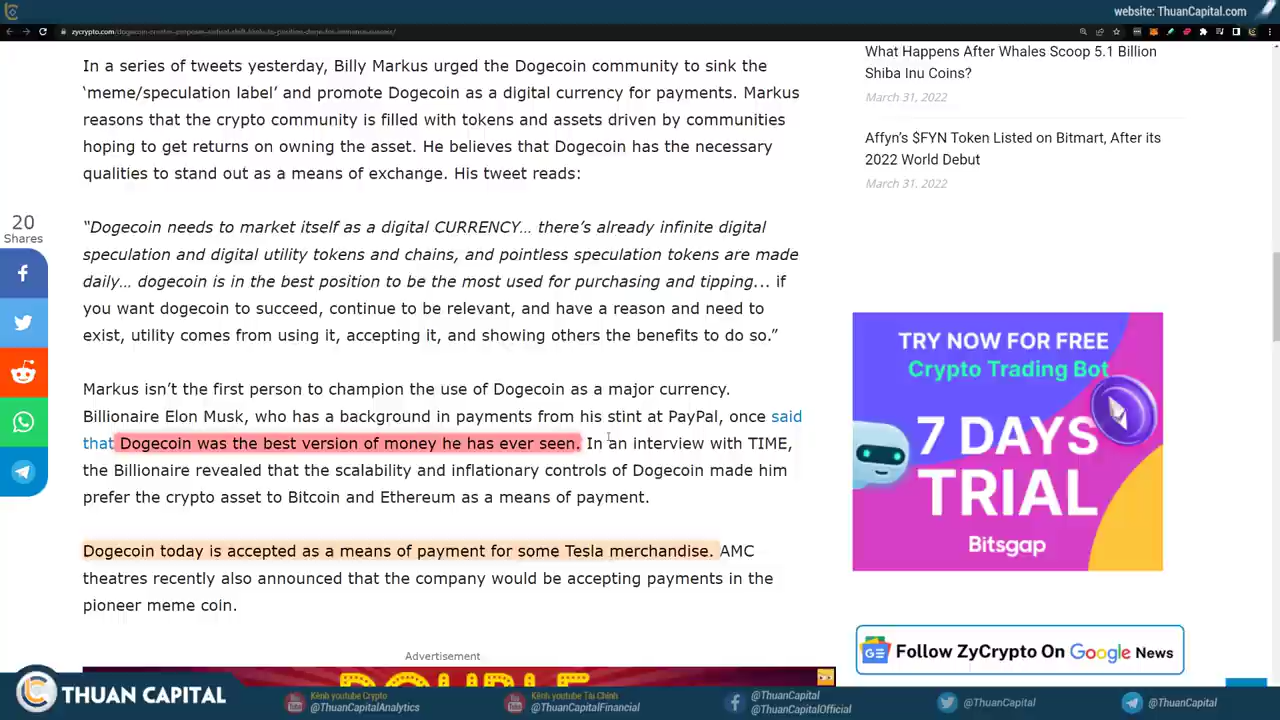 website: ThuanCapital.com
In a series of tweets yesterday, Billy Markus urged the Dogecoin community to sink the
‘meme/speculation label’ and promote Dogecoin as a digital currency for payments. Markus
reasons that the crypto community is filled with tokens and assets driven by communities
hoping to get returns on owning the asset. He believes that Dogecoin has the necessary
qualities to stand out as a means of exchange. His tweet reads:
“Dogecoin needs to market itself as a digital CURRENCY… there’s already infinite digital
speculation and digital utility tokens and chains, and pointless speculation tokens are made
daily… dogecoin is in the best position to be the most used for purchasing and tipping... if
you want dogecoin to succeed, continue to be relevant, and have a reason and need to
exist, utility comes from using it, accepting it, and showing others the benefits to do so.”
Markus isn’t the first person to champion the use of Dogecoin as a major currency.
Billionaire Elon Musk, who has a background in payments from his stint at PayPal, once said
that Dogecoin was the best version of money he has ever seen. In an interview with TIME,
the Billionaire revealed that the scalability and inflationary controls of Dogecoin made him
prefer the crypto asset to Bitcoin and Ethereum as a means of payment.
Dogecoin today is accepted as a means of payment for some Tesla merchandise. AMC
theatres recently also announced that the company would be accepting payments in the
pioneer meme coin.
Advertisement
20
Shares
What Happens After Whales Scoop 5.1 Billion
Shiba Inu Coins?
March 31, 2022
Affyn’s $FYN Token Listed on Bitmart, After its
2022 World Debut
March 31, 2022
TRY NOW FOR FREE
Crypto Trading Bot
7 DAYS
TRIAL
Bitsgap
Follow ZyCrypto On Google News
THUAN CAPITAL
Kênh youtube Crypto
@ThuanCapitalAnalytics
Kênh youtube Tài Chính
@ThuanCapitalFinancial
@ThuanCapital
@ThuanCapitalOfficial
@ThuanCapital
@ThuanCapital